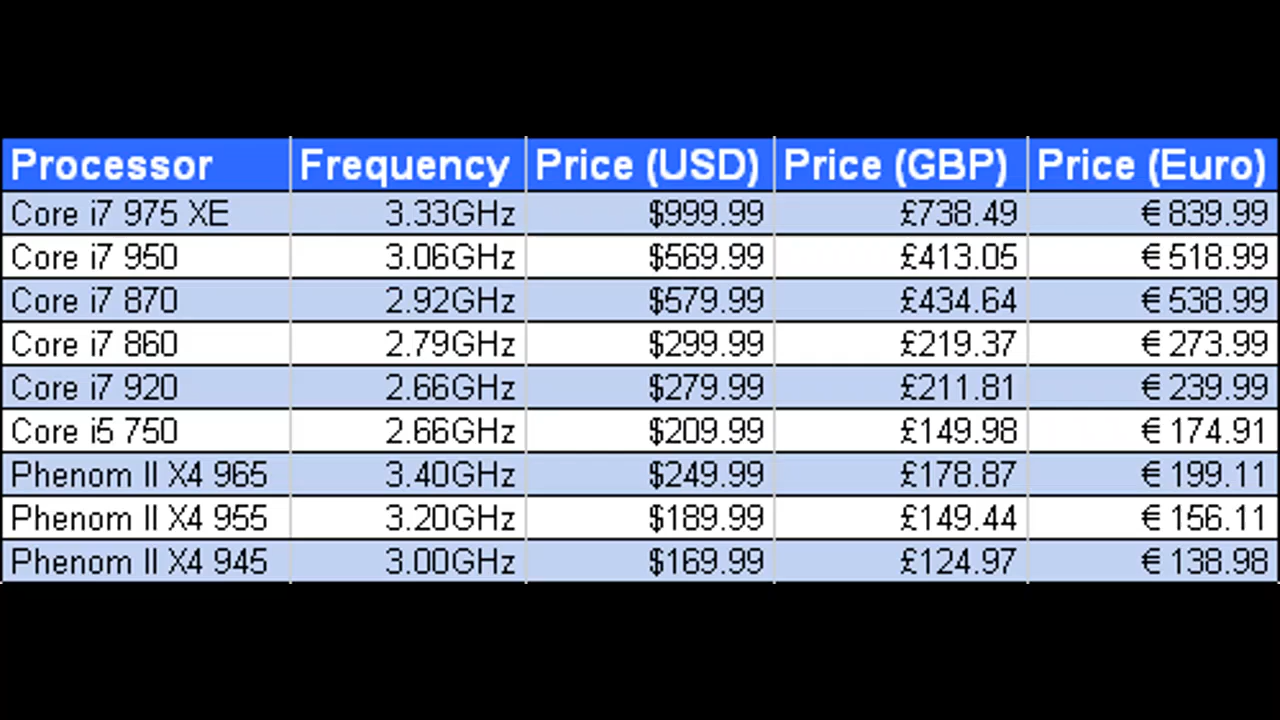 Processor Frequency Price (USD) Price (GBP) Price (Euro)
Core i7 975 XE 3.33GHz $999.99 £738.49 € 839.99
Core i7 950 3.06GHz $569.99 £413.05 € 518.99
Core i7 870 2.92GHz $579.99 £434.64 € 538.99
Core i7 860 2.79GHz $299.99 £219.37 € 273.99
Core i7 920 2.66GHz $279.99 £211.81 € 239.99
Core i5 750 2.66GHz $209.99 £149.98 € 174.91
Phenom II X4 965 3.40GHz $249.99 £178.87 € 199.11
Phenom II X4 955 3.20GHz $189.99 £149.44 € 156.11
Phenom II X4 945 3.00GHz $169.99 £124.97 € 138.98